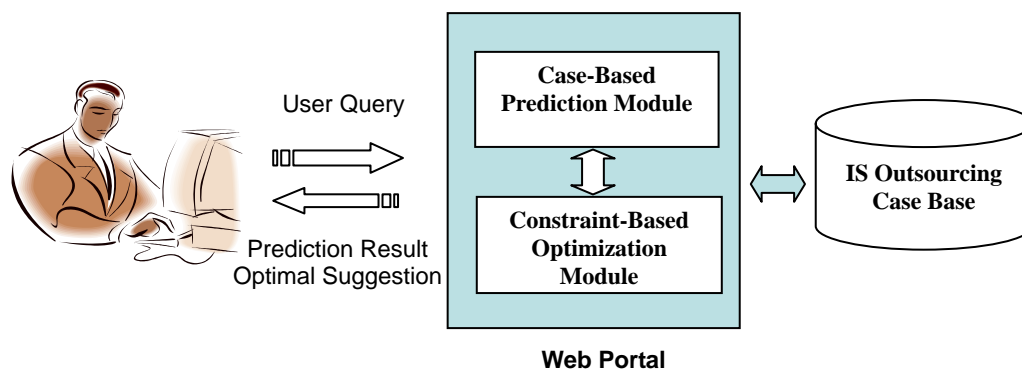 User Query
Prediction Result
Optimal Suggestion
Case-Based
Prediction Module
Constraint-Based
Optimization
Module
Web Portal
IS Outsourcing
Case Base